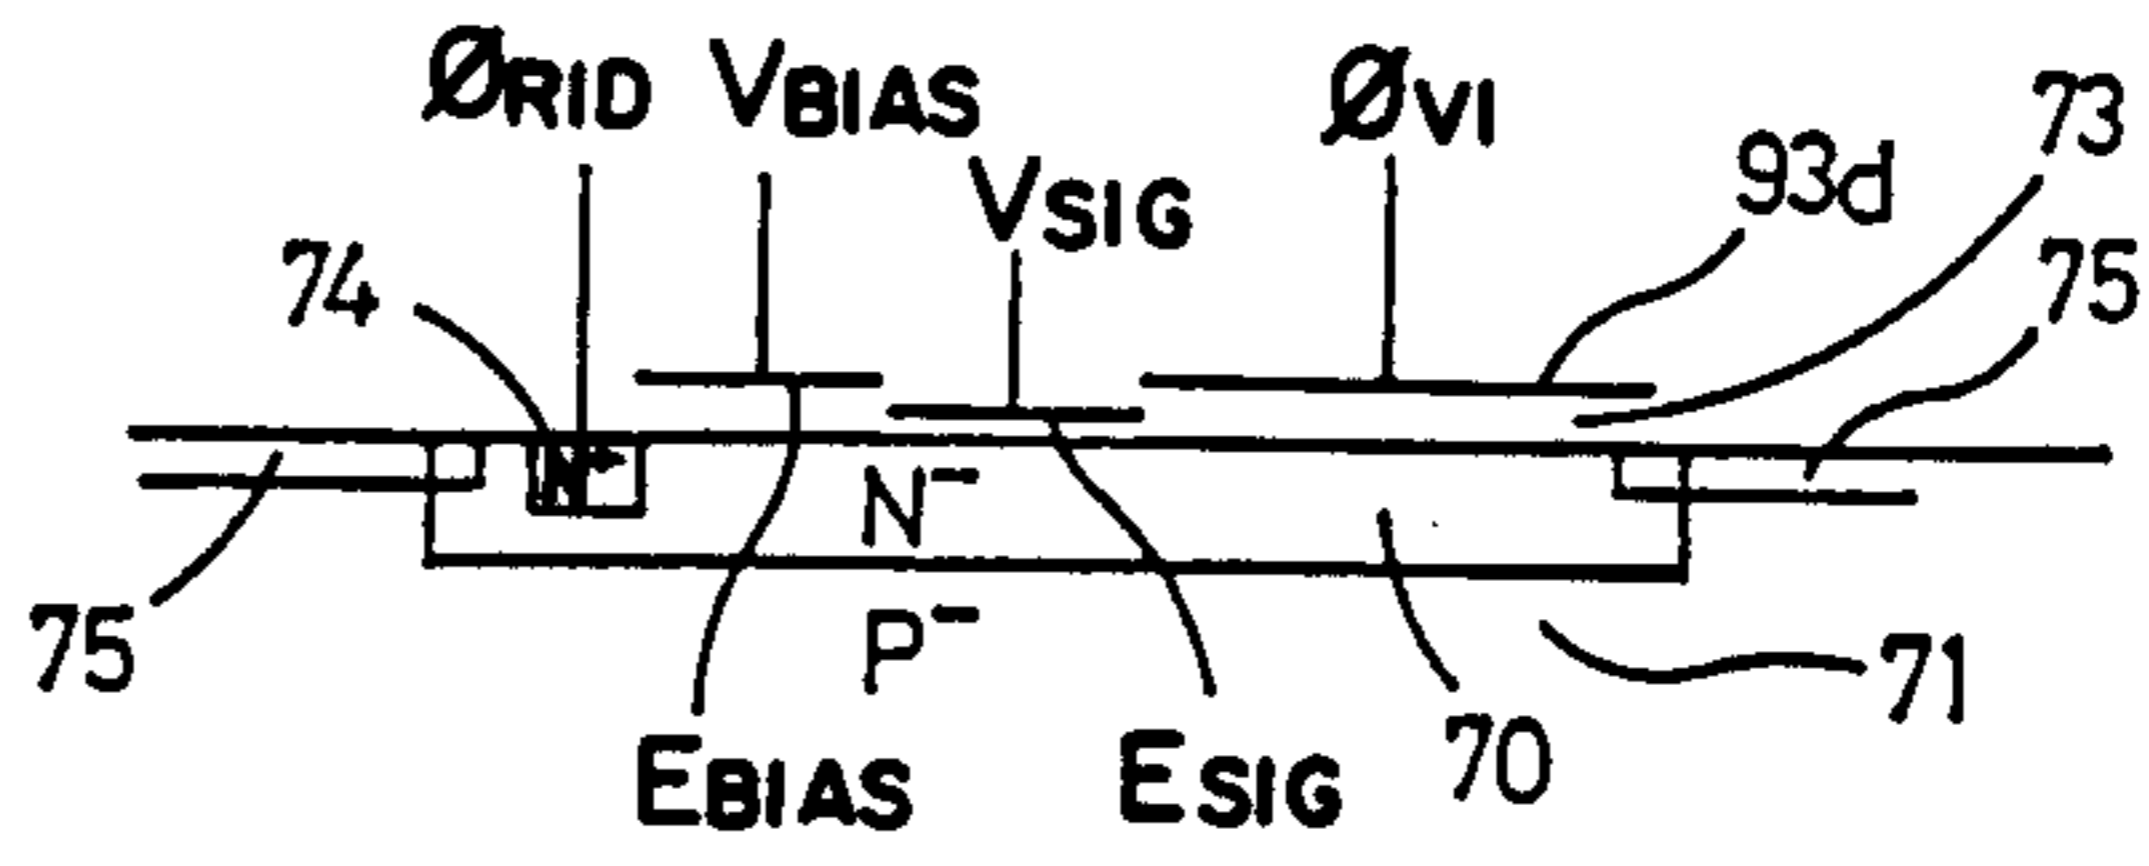 ØRID VBIAS ØVI
73
93d
VSIG
74
75
N+
N⁻
75
P⁻
71
70
EBIAS ESIG